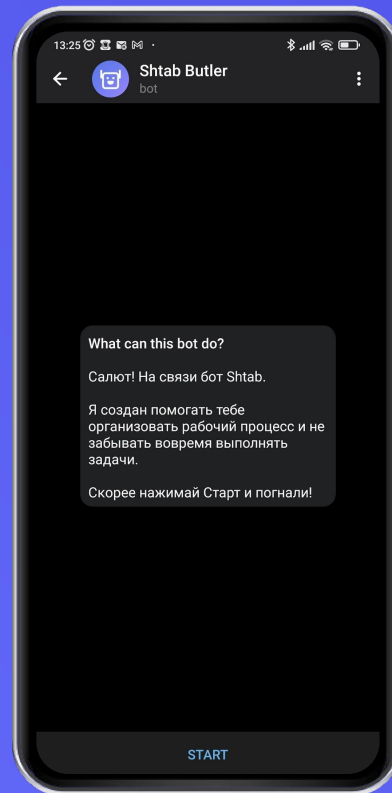 13:25
Shtab Butler
bot
What can this bot do?
Салют! На связи бот Shtab.
Я создан помогать тебе
организовать рабочий процесс и не
забывать вовремя выполнять
задачи.
Скорее нажимай Старт и погнали!
START